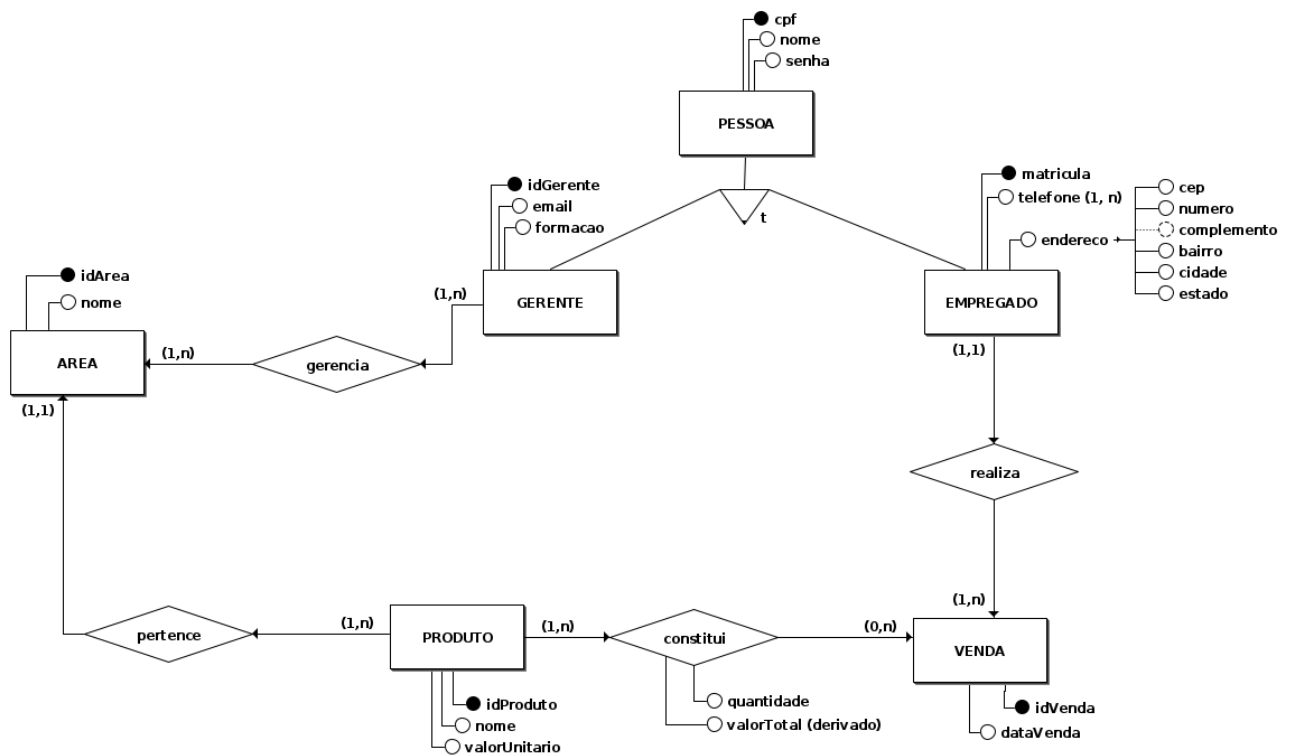 cpf
nome
senha
PESSOA
t
idGerente
email
formacao
GERENTE
(1,n)
matricula
telefone (1, n)
endereco
cep
numero
complemento
bairro
cidade
estado
EMPREGADO
(1,1)
idArea
nome
AREA
(1,n)
(1,1)
gerencia
realiza
(1,n)
pertence
(1,n)
PRODUTO
(1,n)
constitui
(0,n)
VENDA
idProduto
nome
valorUnitario
quantidade
valorTotal (derivado)
idVenda
dataVenda